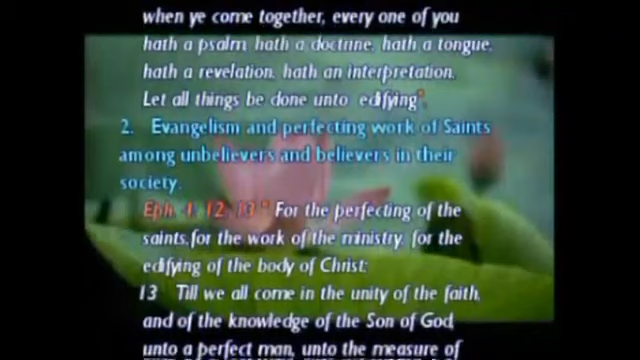 when ye come together, every one of you
hath a psalm, hath a doctrine, hath a tongue,
hath a revelation, hath an interpretation.
Let all things be done unto edifying".
2. Evangelism and perfecting work of Saints
among unbelievers and believers in their
society.
Eph. 4, 12, 13 " For the perfecting of the
saints, for the work of the ministry, for the
edifying of the body of Christ:
13 Till we all come in the unity of the faith,
and of the knowledge of the Son of God,
unto a perfect man, unto the measure of